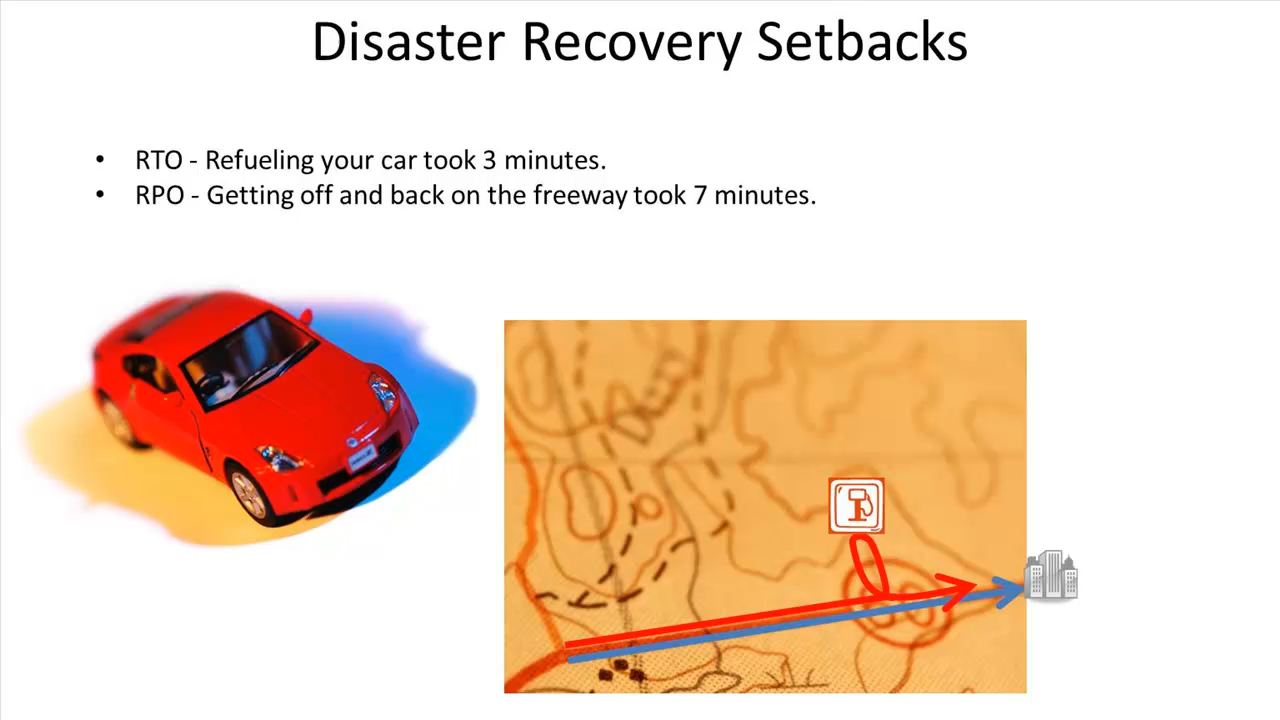 Disaster Recovery Setbacks
• RTO - Refueling your car took 3 minutes.
• RPO - Getting off and back on the freeway took 7 minutes.